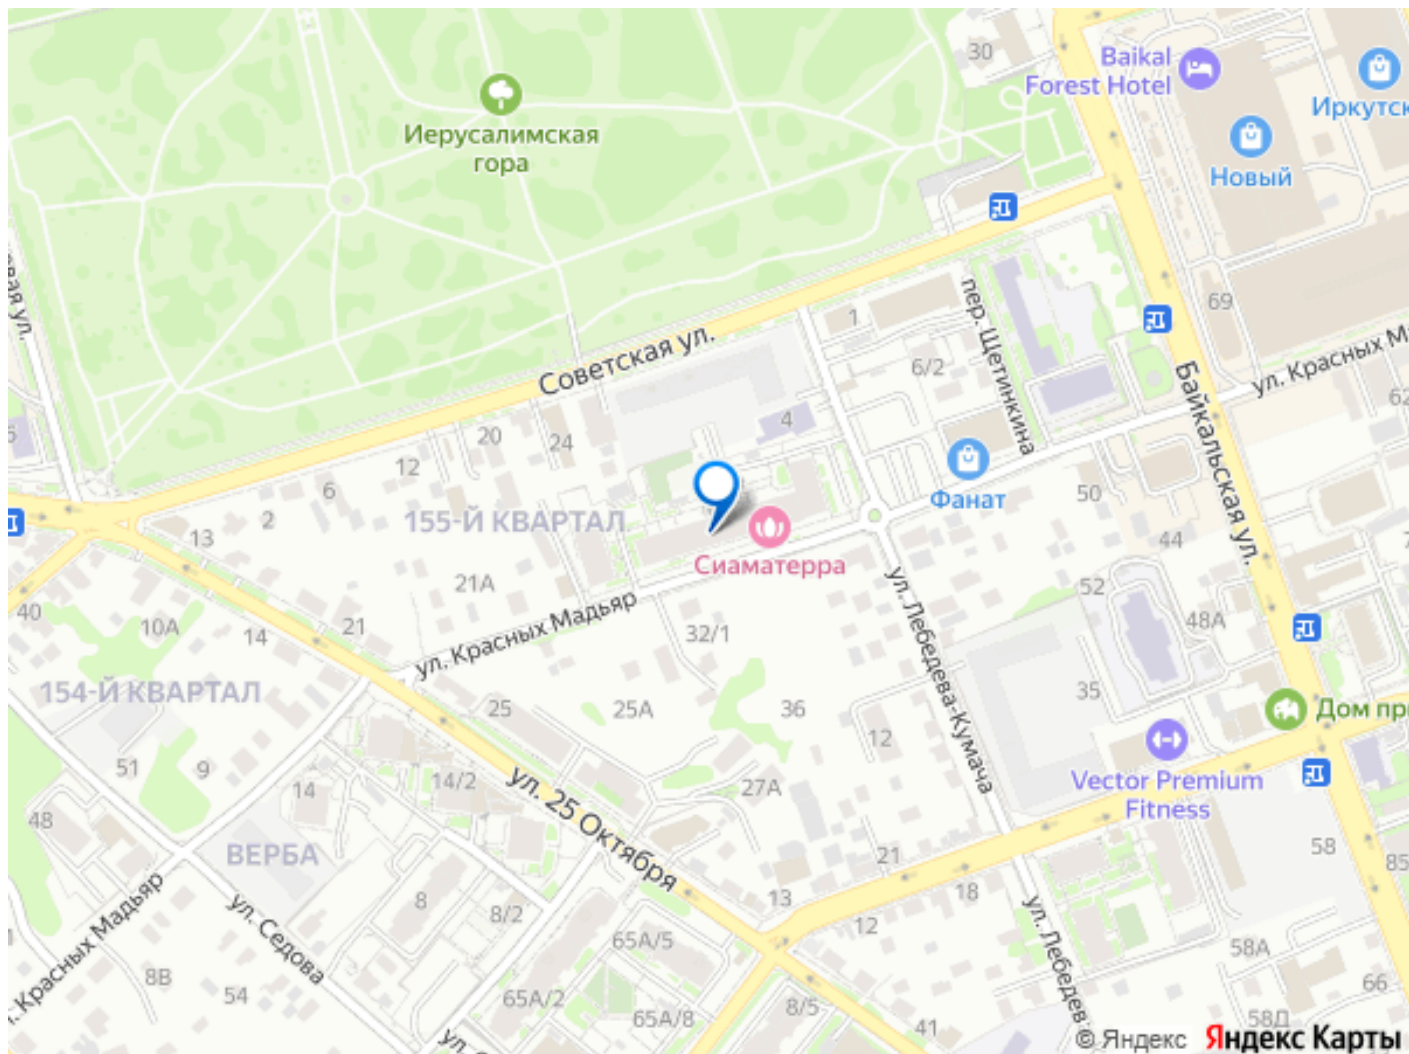 30
Baikal
Forest Hotel
Иркутск
Новый
Иерусалимская
гора
вая ул.
69
пер. Щетинкина
1
6/2
Советская ул.
ул. Красных М
62
Байкальская ул.
4
20
24
12
6
2
13
155-Й КВАРТАЛ
Фанат
50
44
Сиаматерра
21А
ул. Красных Мадьяр
ул. Лебедева-Кумача
52
48А
40
10А
14
21
32/1
154-Й КВАРТАЛ
25
25А
36
12
35
Дом при
Vector Premium
Fitness
51
9
14
14/2
27А
ул. 25 Октября
48
ВЕРБА
21
58
85
8
8/2
13
12
18
Красных Мадьяр
ул. Седова
65А/5
58А
ул. Лебедев
8В
54
65А/2
65А/8
8/5
41
66
58Д
ул.
© Яндекс Яндекс Карты